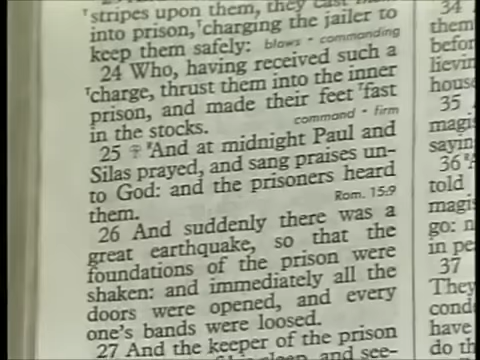 stripes upon them, they cast
into prison, charging the jailer to
keep them safely: blows - commanding
24 Who, having received such a
charge, thrust them into the inner
prison, and made their feet fast
in the stocks. command - firm
25 And at midnight Paul and
Silas prayed, and sang praises un-
to God: and the prisoners heard
them. Rom. 15:9
26 And suddenly there was a
great earthquake, so that the
foundations of the prison were
shaken: and immediately all the
doors were opened, and every
one's bands were loosed.
27 And the keeper of the prison
sleep, and see-
34
them
befor
lievin
house
35
magis
sayin
36
told
magis
go: n
in pe
37
They
cond
have
do th